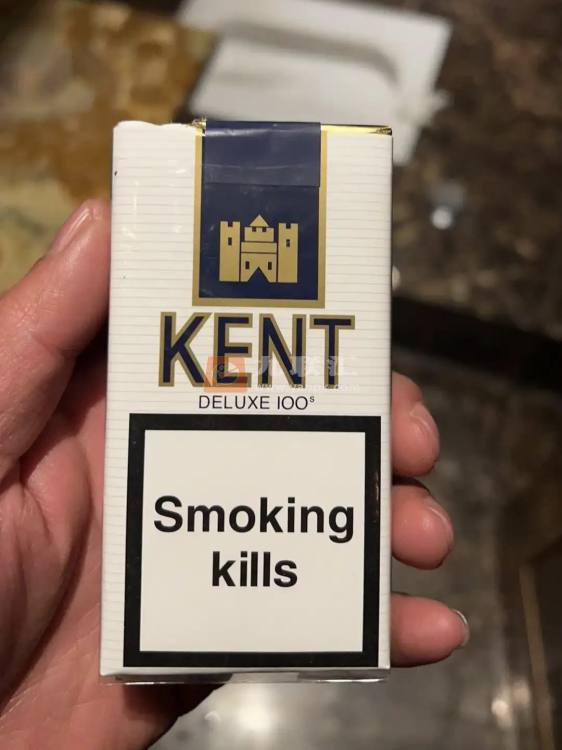 KENT
DELUXE 100s
Smoking
kills